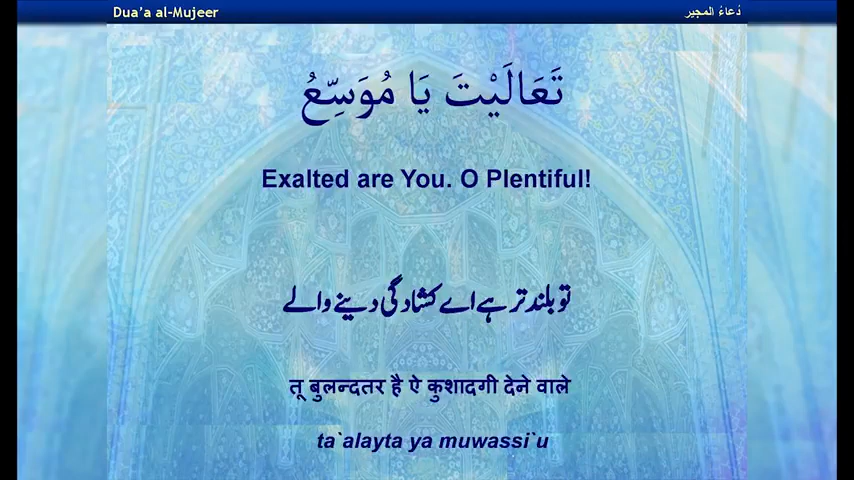 Dua'a al-Mujeer
دُعاءُ المجير
تَعَالَيْتَ يَا مُوَسِّعُ
Exalted are You. O Plentiful!
تو بلند تر ہے اے کشادگی دینے والے
तू बुलन्दतर है ऐ कुशादगी देने वाले
ta`alayta ya muwassi`u